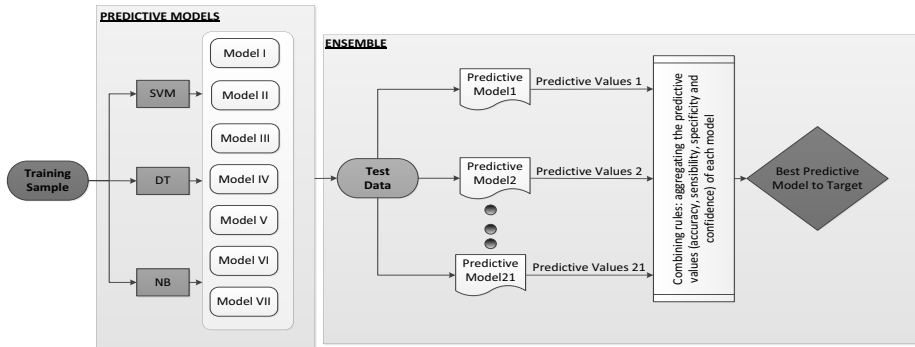 PREDICTIVE MODELS
Training
Sample
SVM
DT
NB
Model I
Model II
Model III
Model IV
Model V
Model VI
Model VII
ENSEMBLE
Test
Data
Predictive
Model1
Predictive Values 1
Predictive
Model2
Predictive Values 2
Predictive
Model21
Predictive Values 21
Combining rules: aggregating the predictive
values (accuracy, sensibility, specificity and
confidence) of each model
Best Predictive
Model to Target